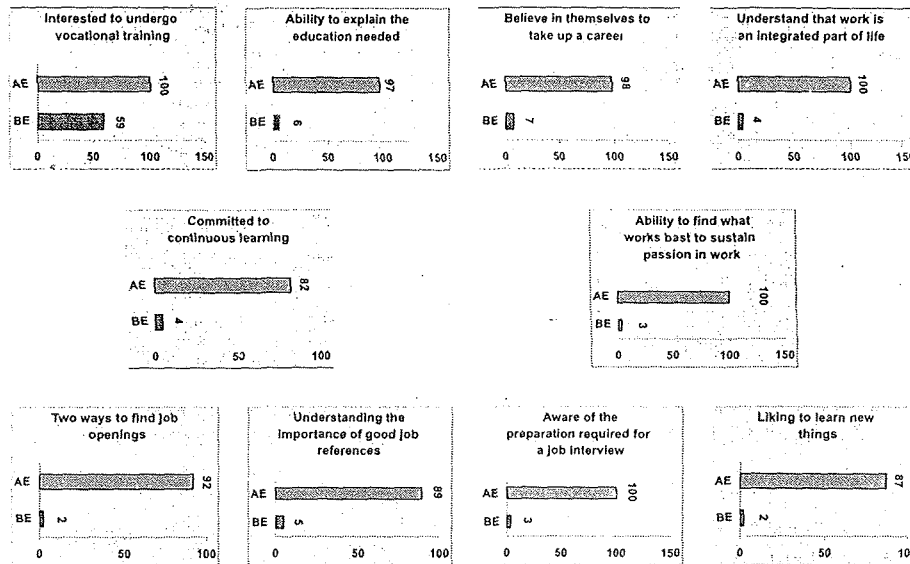 Interested to undergo
vocational training
AE 100
BE 59
0 50 100 150
Ability to explain the
education needed
AE 97
BE 6
0 50 100 150
Believe in themselves to
take up a career
AE 98
BE 7
0 50 100 150
Understand that work is
an integrated part of life
AE 100
BE 4
0 50 100 150
Committed to
continuous learning
AE 82
BE 4
0 50 100
Ability to find what
works bast to sustain
passion in work
AE 100
BE 3
0 50 100 150
Two ways to find job
openings
AE 92
BE 2
0 50 100
Understanding the
importance of good job
references
AE 89
BE 5
0 50 100
Aware of the
preparation required for
a job interview
AE 100
BE 3
0 50 100 150
Liking to learn new
things
AE 87
BE 2
0 50